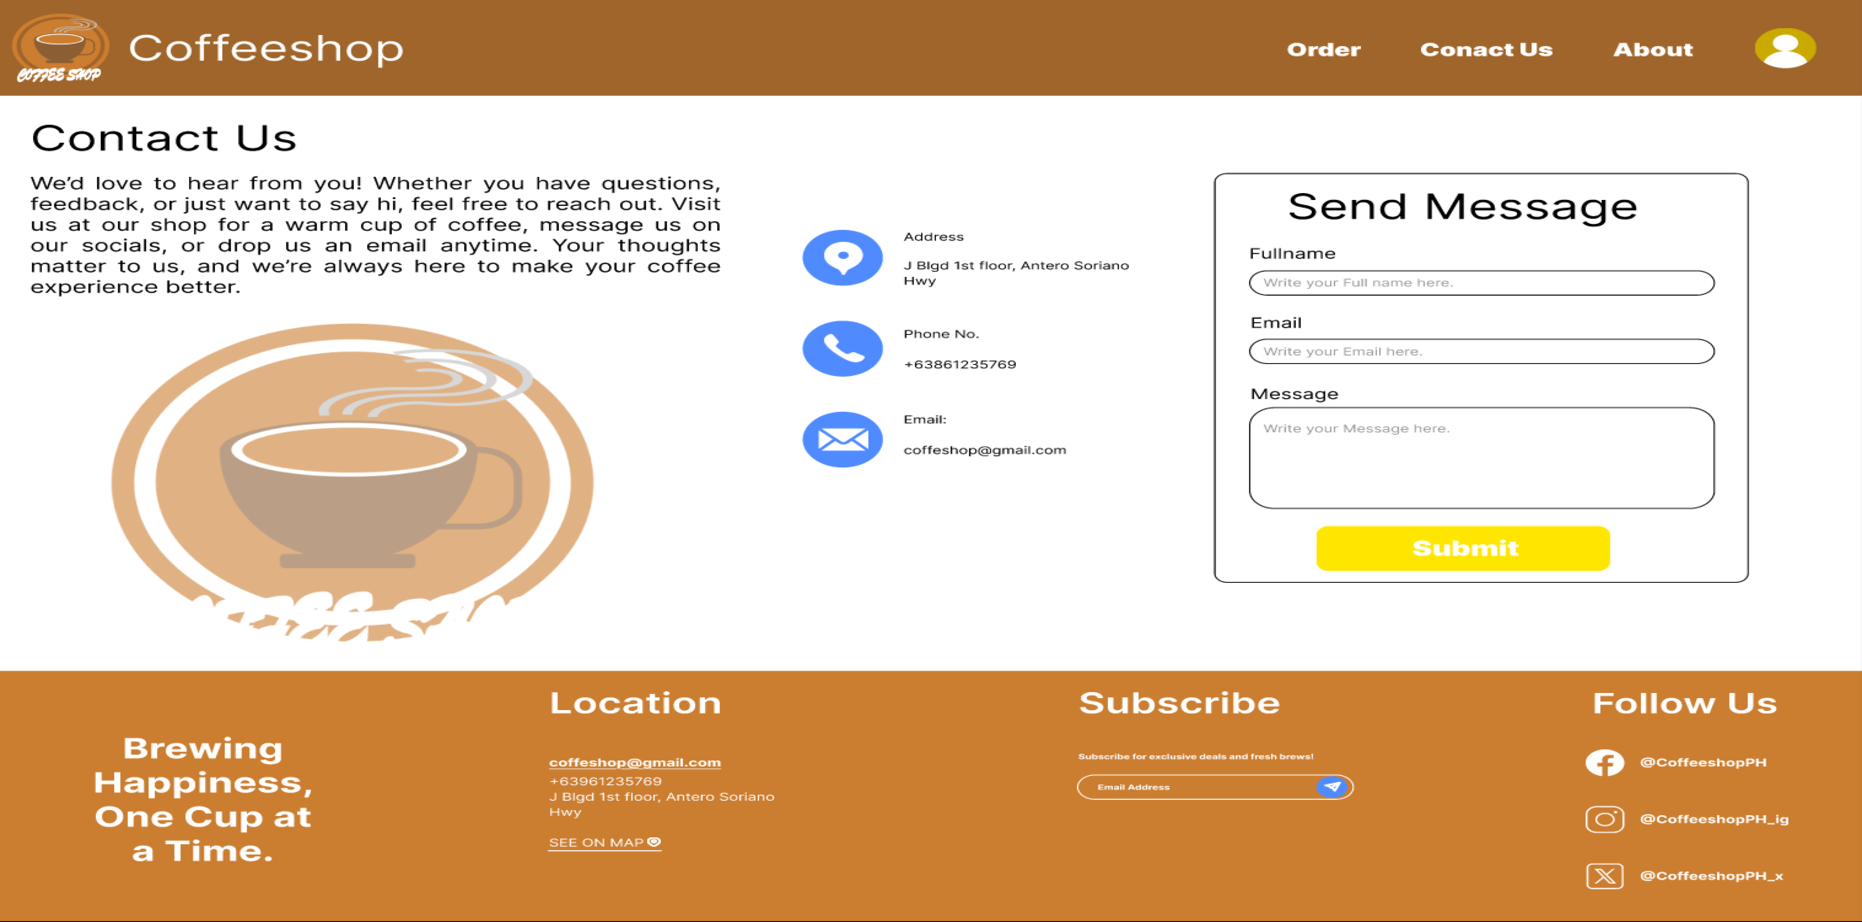 COFFEE SHOP
Coffeeshop
Order
Conact Us
About
Contact Us
We'd love to hear from you! Whether you have questions,
feedback, or just want to say hi, feel free to reach out. Visit
us at our shop for a warm cup of coffee, message us on
our socials, or drop us an email anytime. Your thoughts
matter to us, and we're always here to make your coffee
experience better.
Address
J Blgd 1st floor, Antero Soriano
Hwy
Phone No.
+63861235769
Email:
coffeshop@gmail.com
Send Message
Fullname
Write your Full name here.
Email
Write your Email here.
Message
Write your Message here.
Submit
Brewing
Happiness,
One Cup at
a Time.
Location
coffeshop@gmail.com
+63961235769
J Blgd 1st floor, Antero Soriano
Hwy
SEE ON MAP
Subscribe
Subscribe for exclusive deals and fresh brews!
Email Address
Follow Us
@CoffeeshopPH
@CoffeeshopPH_ig
@CoffeeshopPH_x